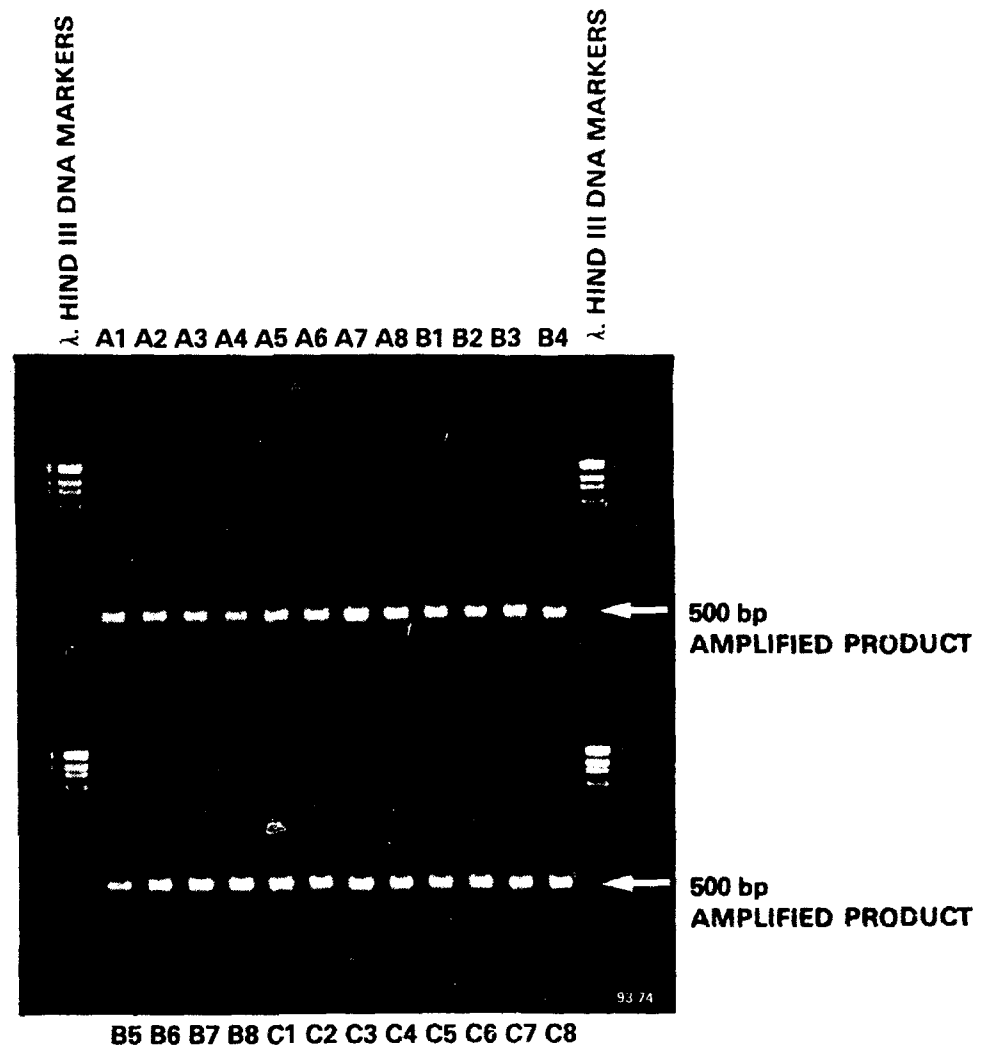 λ. HIND III DNA MARKERS
λ. HIND III DNA MARKERS
A1 A2 A3 A4 A5 A6 A7 A8 B1 B2 B3 B4
500 bp
AMPLIFIED PRODUCT
500 bp
AMPLIFIED PRODUCT
93 74
B5 B6 B7 B8 C1 C2 C3 C4 C5 C6 C7 C8